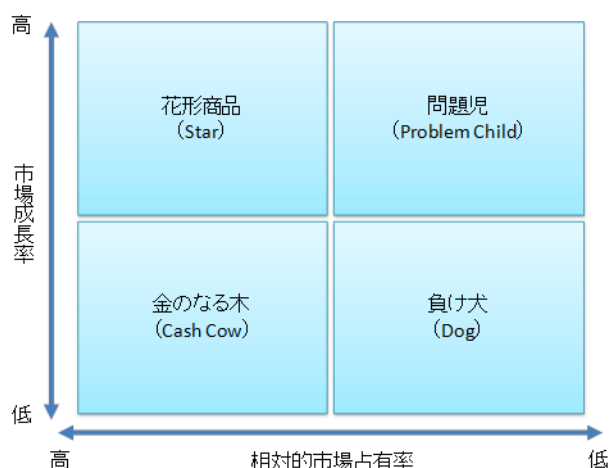 高
花形商品
(Star)
問題児
(Problem Child)
市場成長率
金のなる木
(Cash Cow)
負け犬
(Dog)
低
高
相対的市場占有率
低